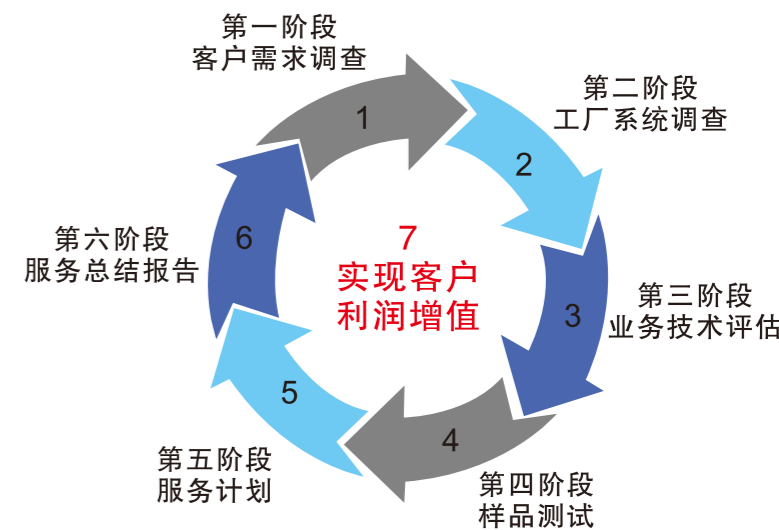 第一阶段
客户需求调查
1
第二阶段
工厂系统调查
2
第三阶段
业务技术评估
3
第四阶段
样品测试
4
第五阶段
服务计划
5
第六阶段
服务总结报告
6
7
实现客户
利润增值